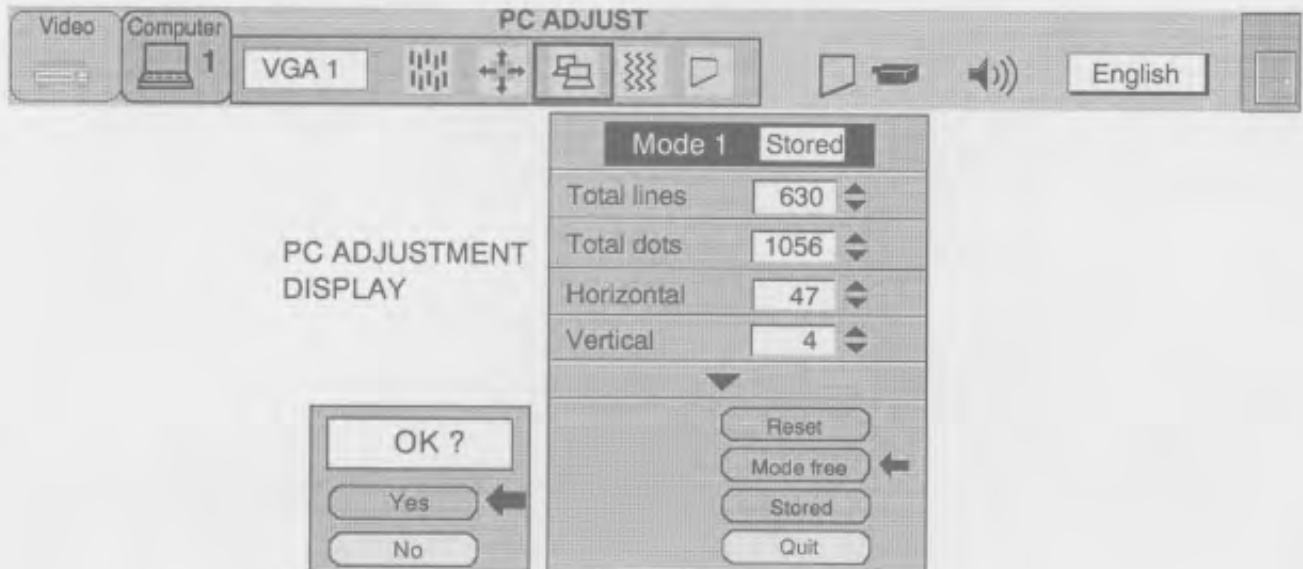 PC ADJUST
Video
Computer
1
VGA 1
English
Mode 1 Stored
Total lines 630
Total dots 1056
Horizontal 47
Vertical 4
PC ADJUSTMENT
DISPLAY
Reset
Mode free
Stored
Quit
OK ?
Yes
No